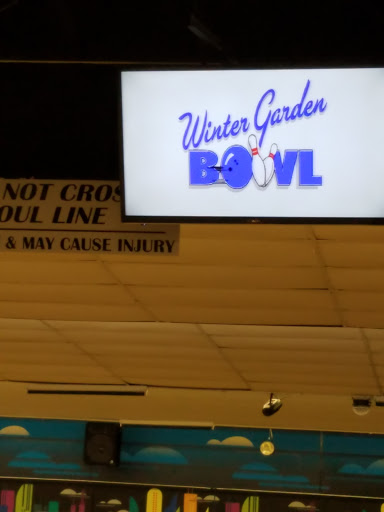 Winter Garden
BOWL
NOT CROS
OUL LINE
& MAY CAUSE INJURY